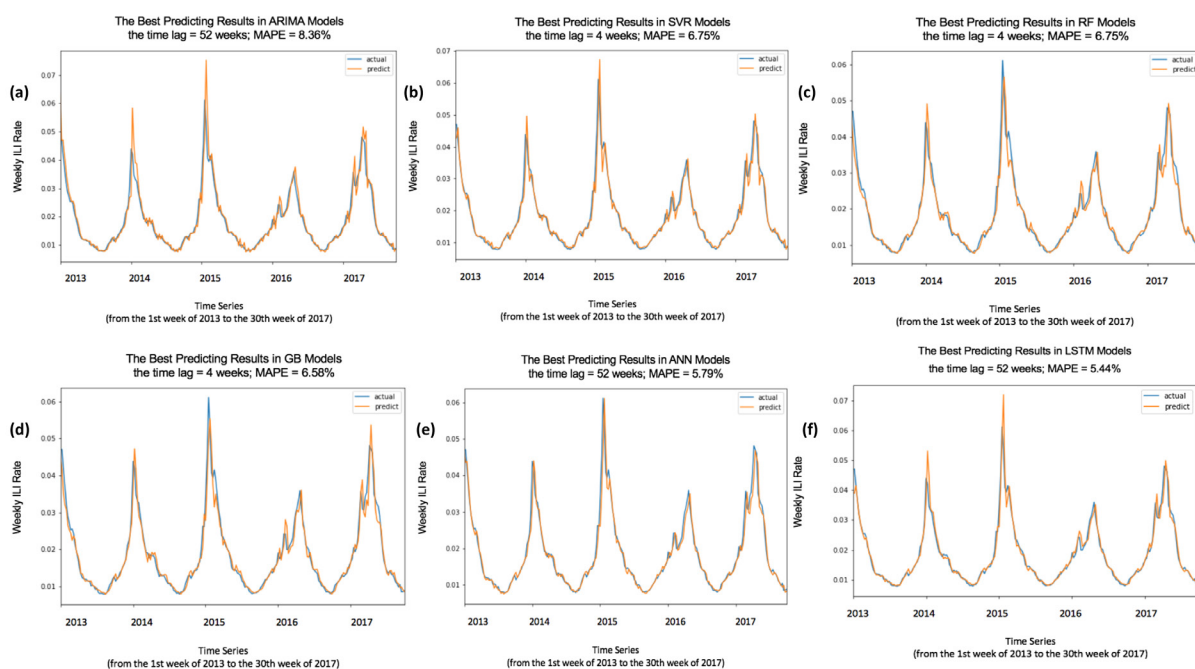 The Best Predicting Results in ARIMA Models
the time lag = 52 weeks; MAPE = 8.36%
(a)
Weekly ILI Rate
0.07
0.06
0.05
0.04
0.03
0.02
0.01
actual
predict
2013 2014 2015 2016 2017
Time Series
(from the 1st week of 2013 to the 30th week of 2017)
The Best Predicting Results in SVR Models
the time lag = 4 weeks; MAPE = 6.75%
(b)
Weekly ILI Rate
0.07
0.06
0.05
0.04
0.03
0.02
0.01
actual
predict
2013 2014 2015 2016 2017
Time Series
(from the 1st week of 2013 to the 30th week of 2017)
The Best Predicting Results in RF Models
the time lag = 4 weeks; MAPE = 6.75%
(c)
Weekly ILI Rate
0.06
0.05
0.04
0.03
0.02
0.01
actual
predict
2013 2014 2015 2016 2017
Time Series
(from the 1st week of 2013 to the 30th week of 2017)
The Best Predicting Results in GB Models
the time lag = 4 weeks; MAPE = 6.58%
(d)
Weekly ILI Rate
0.06
0.05
0.04
0.03
0.02
0.01
actual
predict
2013 2014 2015 2016 2017
Time Series
(from the 1st week of 2013 to the 30th week of 2017)
The Best Predicting Results in ANN Models
the time lag = 52 weeks; MAPE = 5.79%
(e)
Weekly ILI Rate
0.06
0.05
0.04
0.03
0.02
0.01
actual
predict
2013 2014 2015 2016 2017
Time Series
(from the 1st week of 2013 to the 30th week of 2017)
The Best Predicting Results in LSTM Models
the time lag = 52 weeks; MAPE = 5.44%
(f)
Weekly ILI Rate
0.07
0.06
0.05
0.04
0.03
0.02
0.01
actual
predict
2013 2014 2015 2016 2017
Time Series
(from the 1st week of 2013 to the 30th week of 2017)